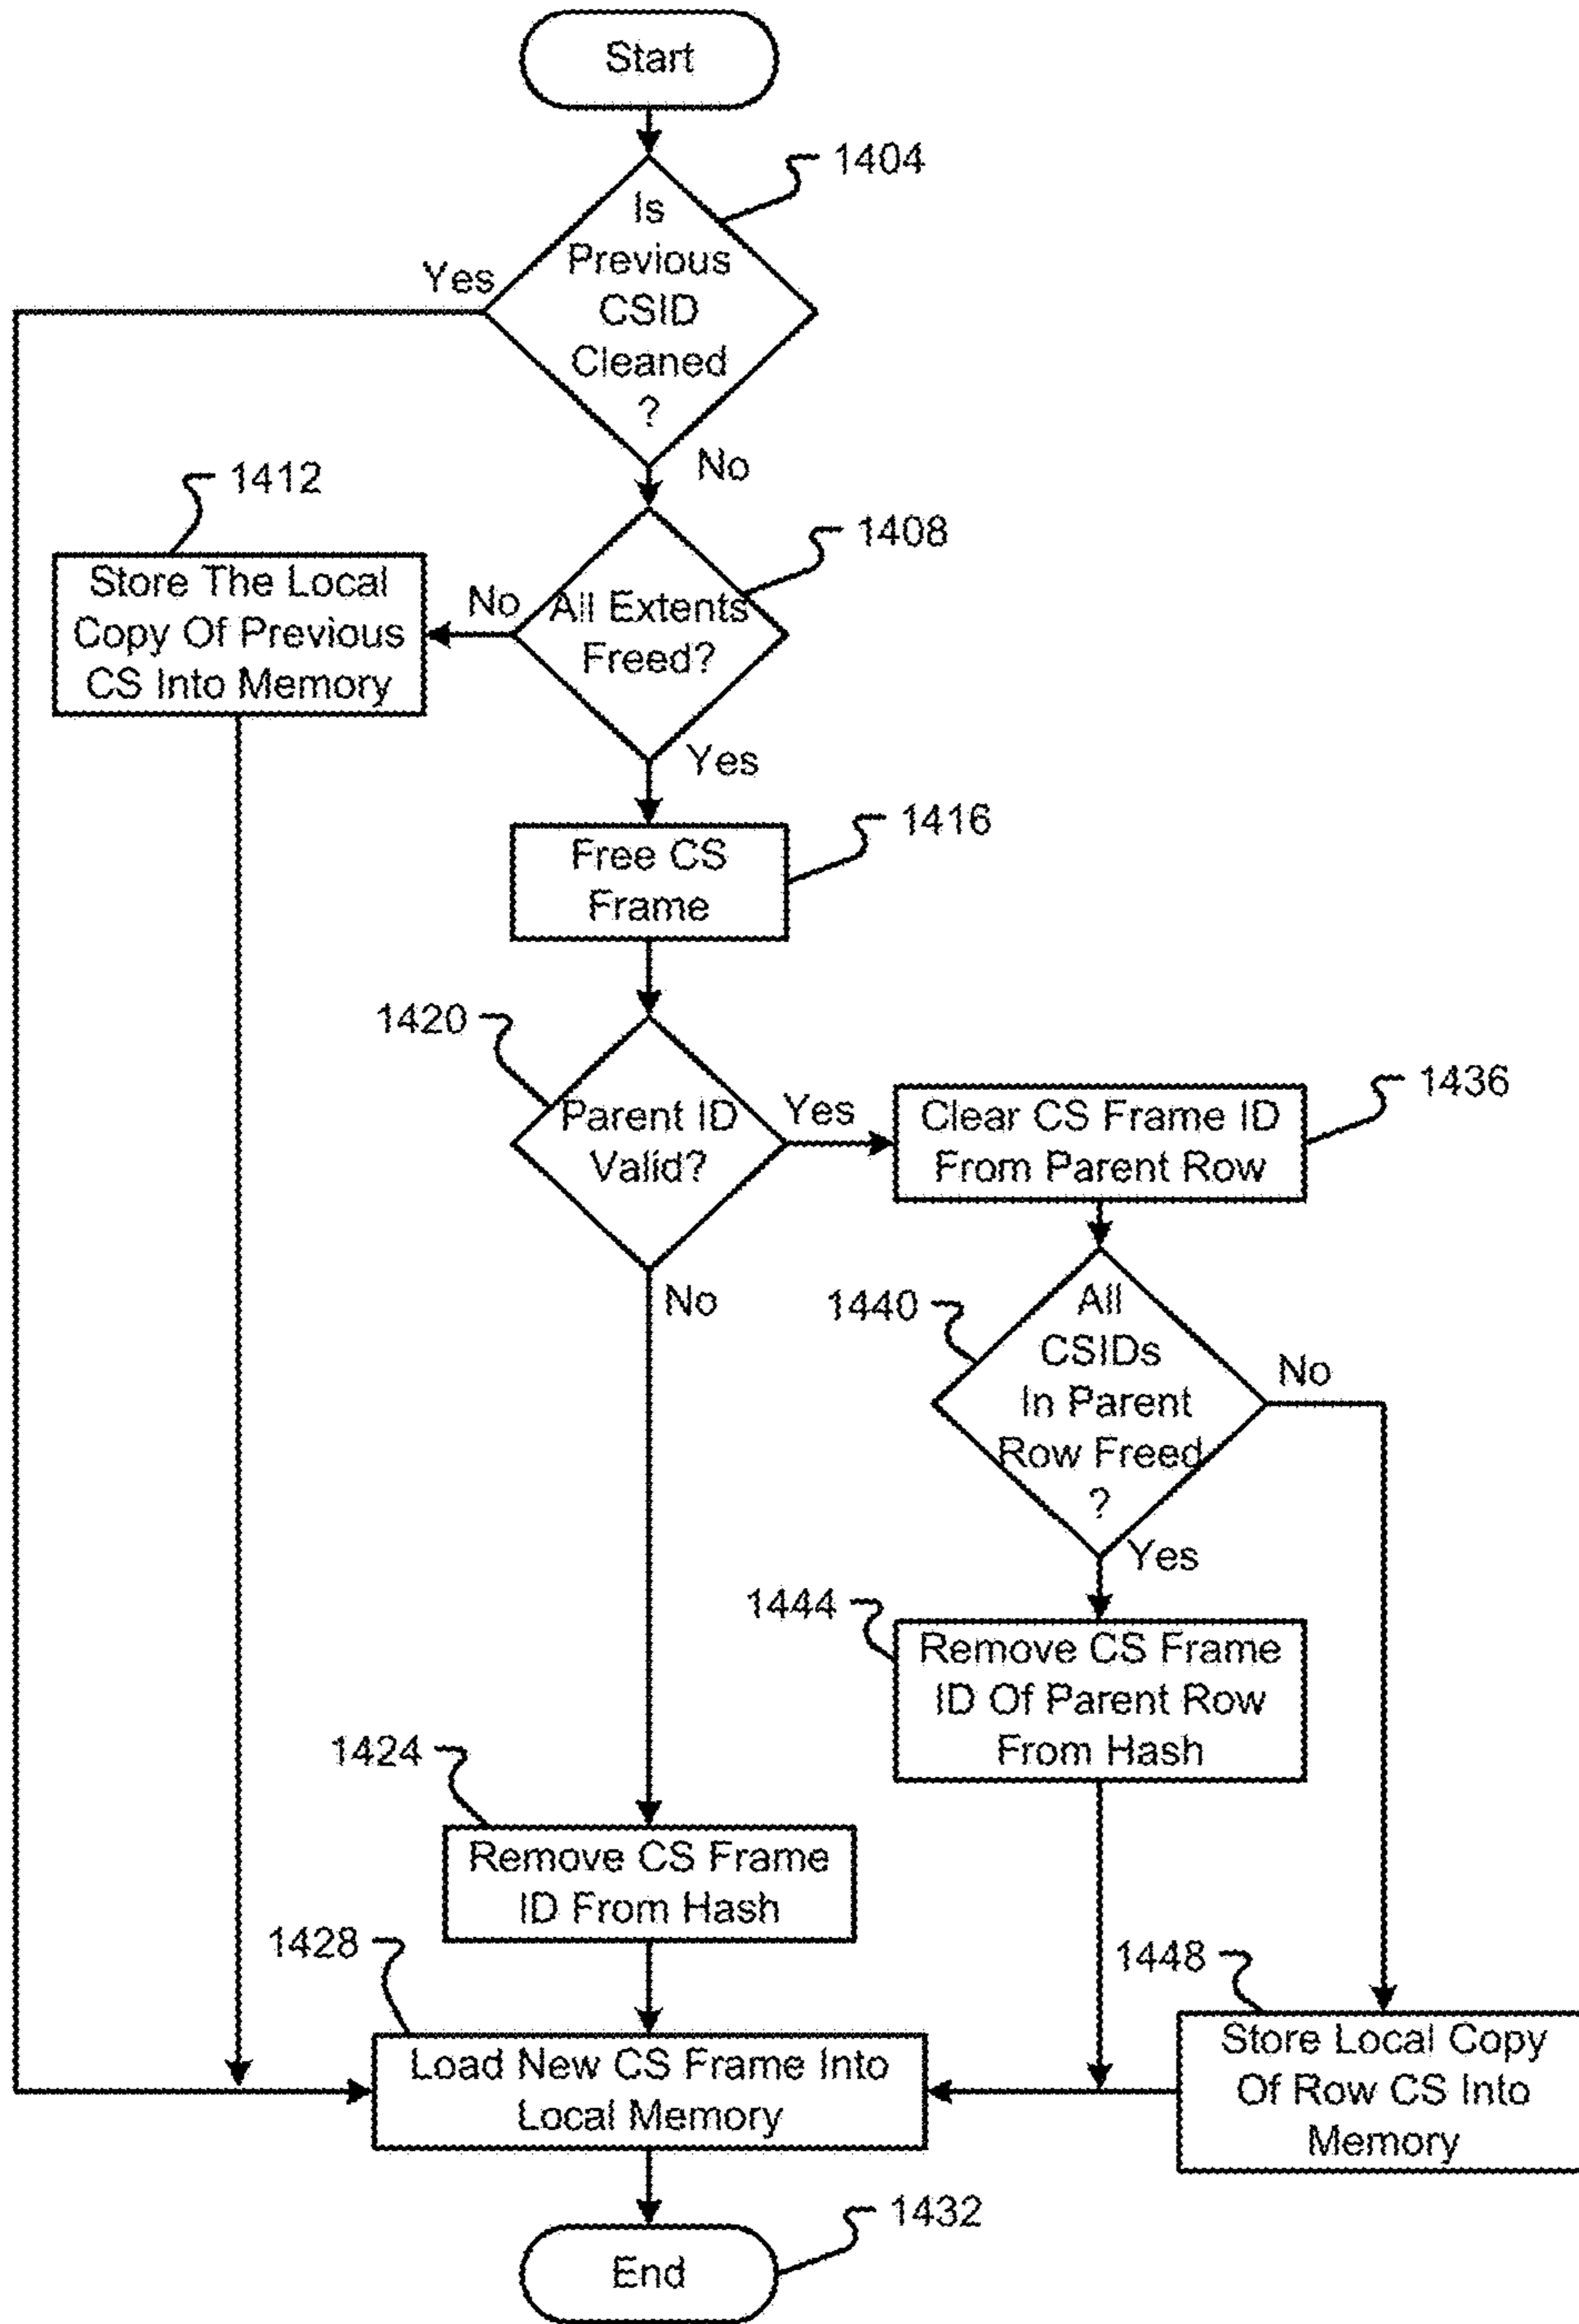 Start
1404
Is
Previous
CSID
Cleaned
?
Yes
No
1412
1408
Store The Local
Copy Of Previous
CS Into Memory
No
All Extents
Freed?
Yes
1416
Free CS
Frame
1420
Parent ID
Valid?
Yes
1436
Clear CS Frame ID
From Parent Row
No
1440
All
CSIDs
In Parent
Row Freed
?
No
Yes
1444
Remove CS Frame
ID Of Parent Row
From Hash
1424
Remove CS Frame
ID From Hash
1428
1448
Load New CS Frame Into
Local Memory
Store Local Copy
Of Row CS Into
Memory
1432
End